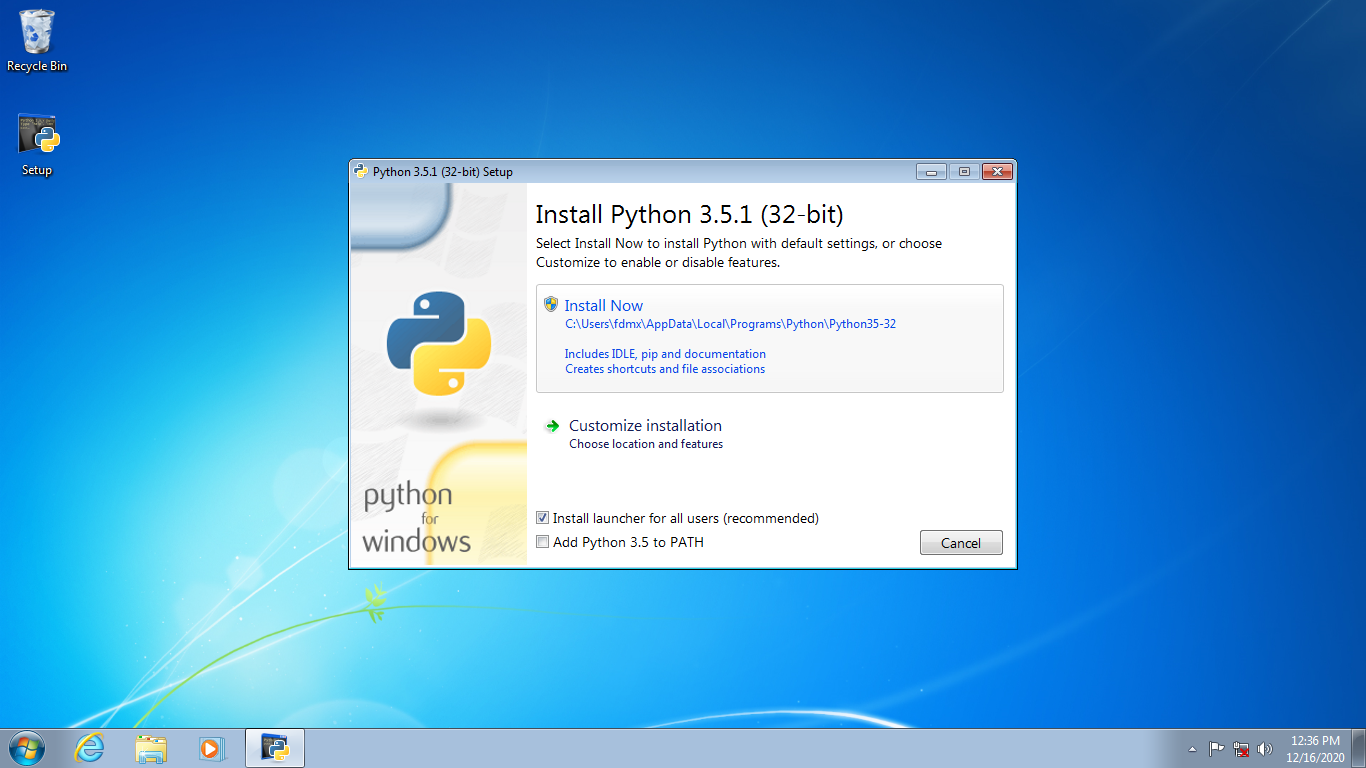 Recycle Bin
Setup
Python 3.5.1 (32-bit) Setup
Install Python 3.5.1 (32-bit)
Select Install Now to install Python with default settings, or choose
Customize to enable or disable features.
Install Now
C:\Users\fdmx\AppData\Local\Programs\Python\Python35-32
Includes IDLE, pip and documentation
Creates shortcuts and file associations
Customize installation
Choose location and features
python
for
windows
Install launcher for all users (recommended)
Add Python 3.5 to PATH
Cancel
12:36 PM
12/16/2020